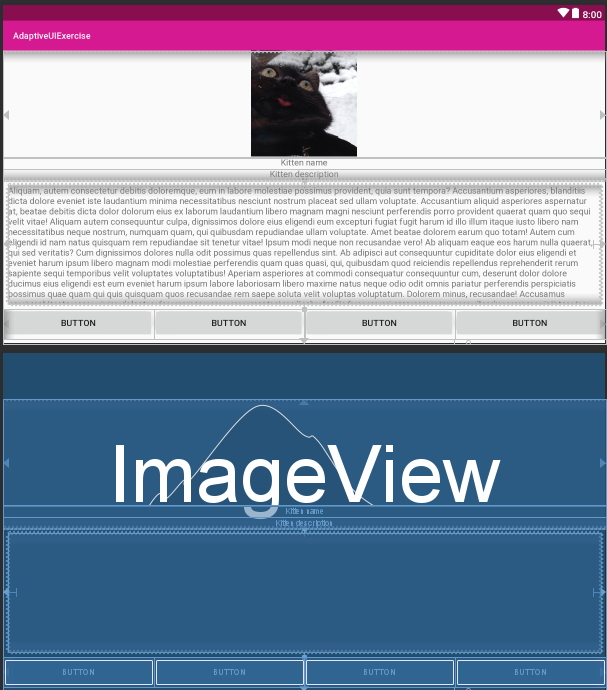 8:00
AdaptiveUIExercise
Kitten name
Kitten description
Aliquam, autem consectetur debitis doloremque, eum in labore molestiae possimus provident, quia sunt tempora? Accusantium asperiores, blanditiis
dicta dolore eveniet iste laudantium minima necessitatibus nesciunt nostrum placeat sed ullam voluptate. Accusantium aliquid asperiores aspernatur
at, beatae debitis dicta dolor dolorum eius ex laborum laudantium libero magnam magni nesciunt perferendis porro provident quaerat quam quo sequi
velit vitae! Aliquam autem consequuntur culpa, dignissimos dolore eius eligendi eum excepturi fugat fugit harum id illo illum itaque iusto libero nam
necessitatibus neque nostrum, numquam quam, qui quibusdam repudiandae ullam voluptate. Amet beatae dolorem earum quo totam! Autem cum
eligendi id nam natus quisquam rem repudiandae sit tenetur vitae! Ipsum modi neque non recusandae vero! Ab aliquam eaque eos harum nulla quaerat,
qui sed veritatis? Cum dignissimos dolores nulla odit possimus quas repellendus sint. Ab adipisci aut consequuntur cupiditate dolor eius eligendi et
eveniet harum ipsum libero magnam modi molestiae perferendis quam quas quasi, qui, quibusdam quod reiciendis repellendus reprehenderit rerum
sapiente sequi temporibus velit voluptates voluptatibus! Aperiam asperiores at commodi consequatur consequuntur cum, deserunt dolor dolore
ducimus eius eligendi est eum eveniet harum ipsum labore laboriosam libero maxime natus neque odio odit omnis pariatur perferendis perspiciatis
possimus quae quam qui quis quisquam quos recusandae rem saepe soluta velit voluptas voluptatum. Dolorem minus, recusandae! Accusamus
BUTTON BUTTON BUTTON BUTTON
ImageView
Kitten name
Kitten description
BUTTON BUTTON BUTTON BUTTON